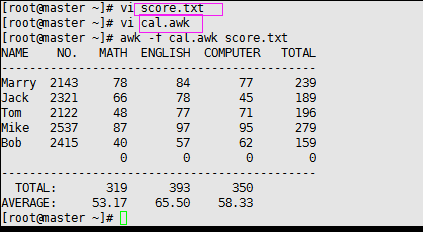 [root@master ~]# vi score.txt
[root@master ~]# vi cal.awk
[root@master ~]# awk -f cal.awk score.txt
NAME    NO.   MATH  ENGLISH  COMPUTER   TOTAL
---------------------------------------------
Marry  2143     78       84        77     239
Jack   2321     66       78        45     189
Tom    2122     48       77        71     196
Mike   2537     87       97        95     279
Bob    2415     40       57        62     159
                 0        0         0       0
---------------------------------------------
  TOTAL:       319      393       350
AVERAGE:     53.17    65.50     58.33
[root@master ~]#